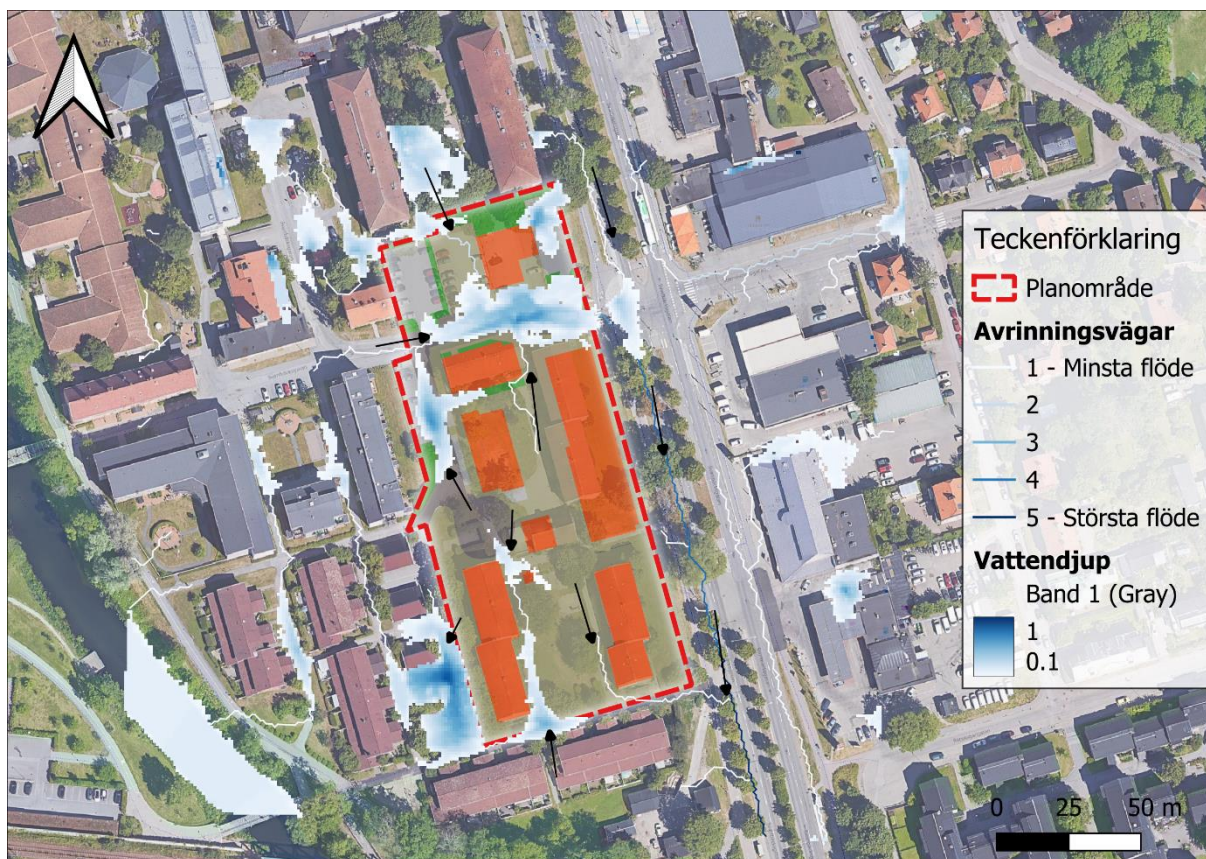 Teckenförklaring
Planområde
Avrinningsvägar
1 - Minsta flöde
2
3
4
5 - Största flöde
Vattendjup
Band 1 (Gray)
1
0.1
0 25 50 m